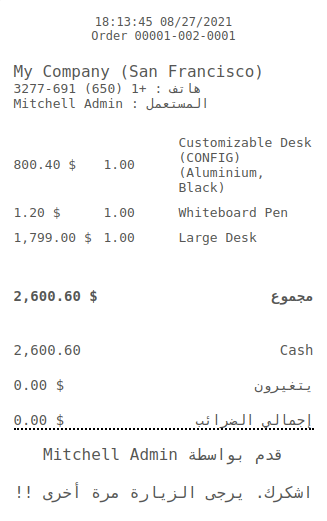 18:13:45 08/27/2021
Order 00001-002-0001
My Company (San Francisco)
هاتف : +1 (650) 691-3277
المستعمل : Mitchell Admin
Customizable Desk (CONFIG) (Aluminium, Black) 1.00 800.40 $
Whiteboard Pen 1.00 1.20 $
Large Desk 1.00 1,799.00 $
مجموع 2,600.60 $
Cash 2,600.60
يتغيرون 0.00 $
إجمالي الضرائب 0.00 $
قدم بواسطة Mitchell Admin
اشكرك. يرجى الزيارة مرة أخرى !!